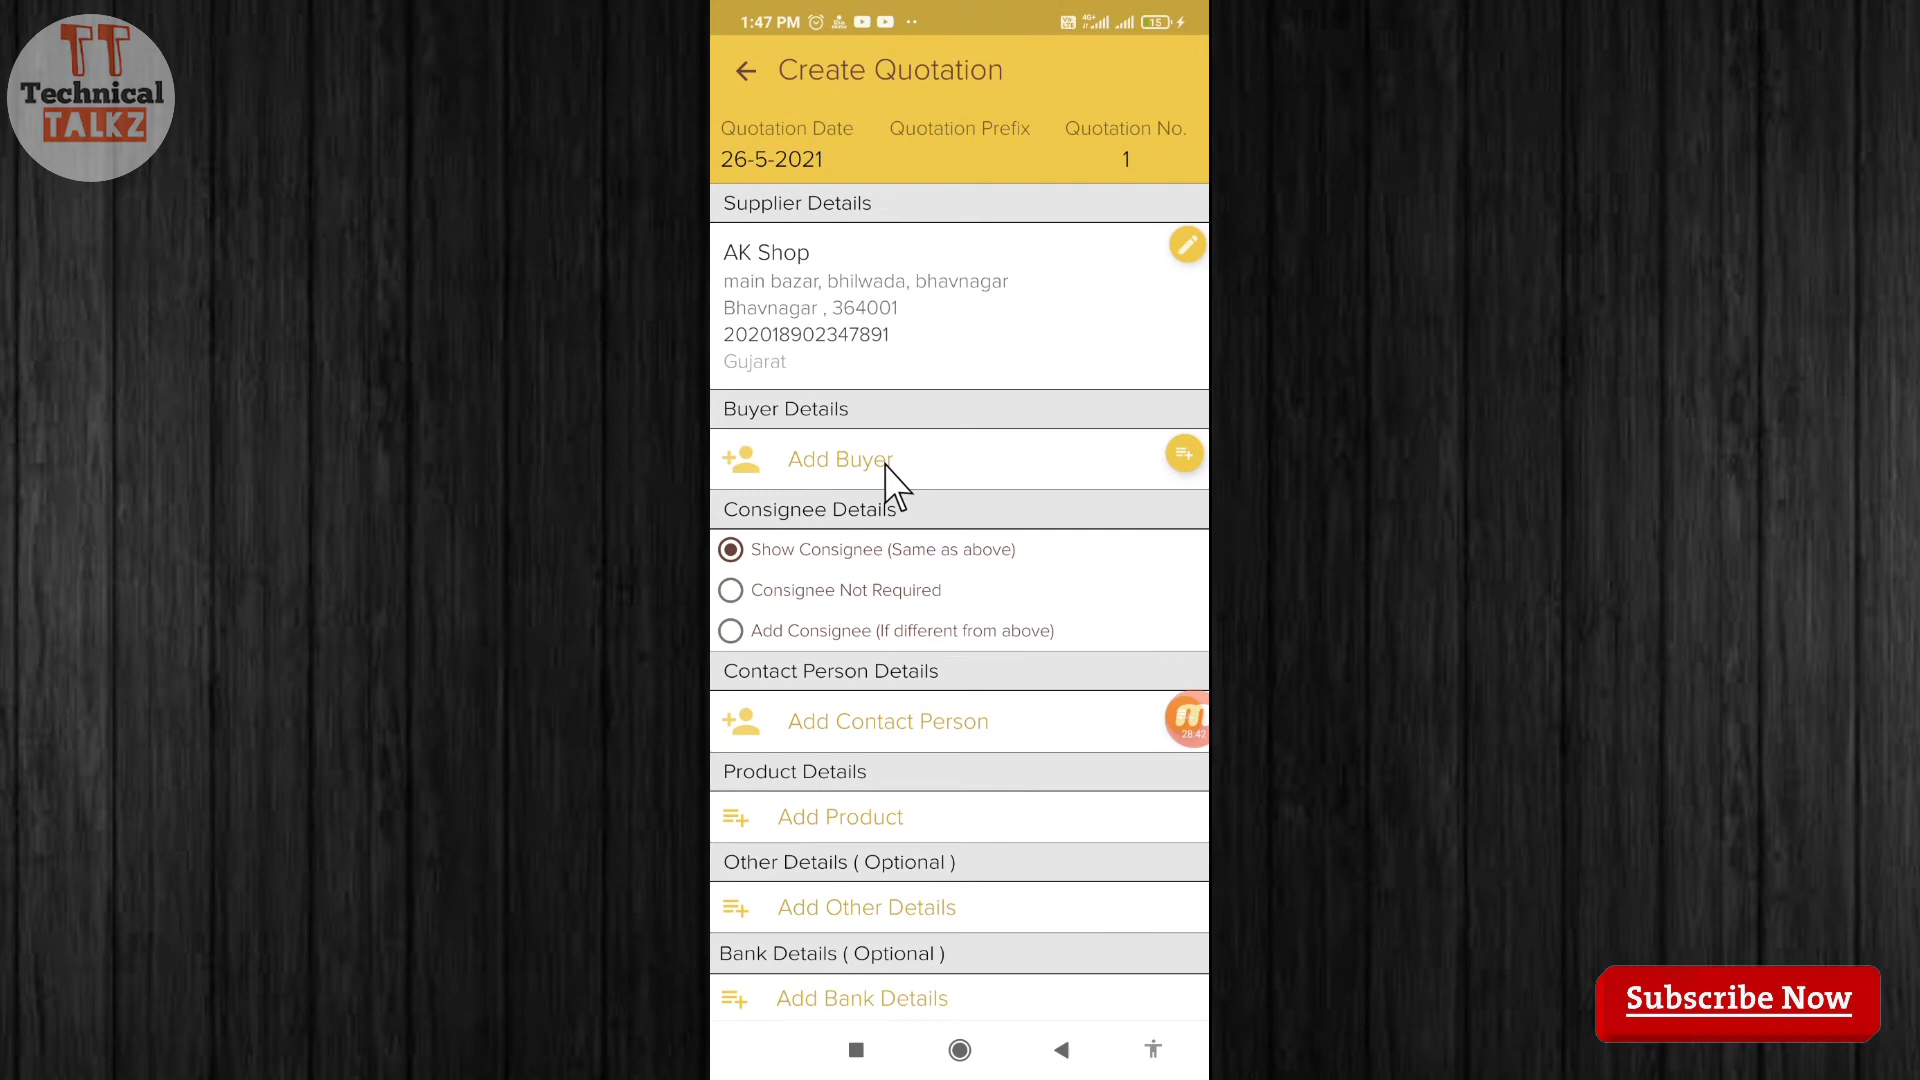 TT
Technical
TALKZ
1:47 PM
4G+
15
Create Quotation
Quotation Date Quotation Prefix Quotation No.
26-5-2021 1
Supplier Details
AK Shop
main bazar, bhilwada, bhavnagar
Bhavnagar , 364001
202018902347891
Gujarat
Buyer Details
Add Buyer
Consignee Details
Show Consignee (Same as above)
Consignee Not Required
Add Consignee (If different from above)
Contact Person Details
Add Contact Person
28:42
Product Details
Add Product
Other Details ( Optional )
Add Other Details
Bank Details ( Optional )
Add Bank Details
Subscribe Now